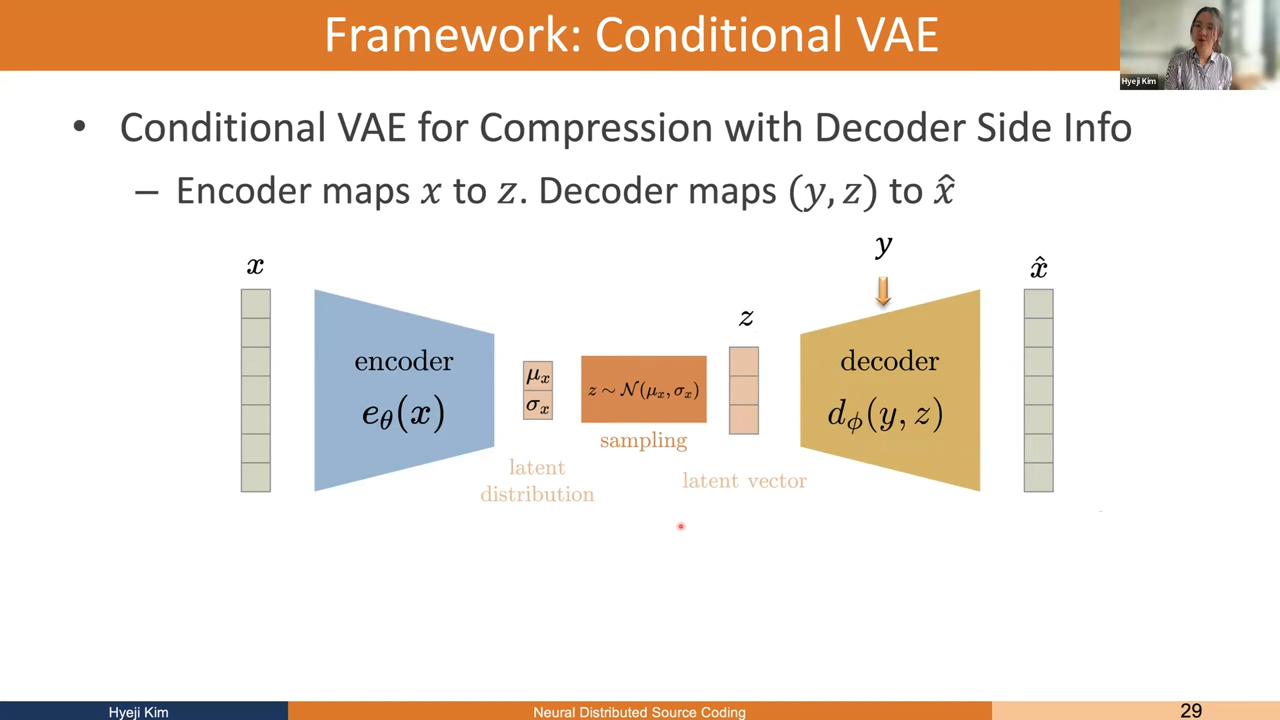 Framework: Conditional VAE
Hyeji Kim
• Conditional VAE for Compression with Decoder Side Info
– Encoder maps x to z. Decoder maps (y, z) to x̂
x
encoder
e_θ(x)
μ_x
σ_x
latent
distribution
z ∼ 𝒩(μ_x, σ_x)
sampling
z
latent vector
y
decoder
d_ϕ(y, z)
x̂
Hyeji Kim
Neural Distributed Source Coding
29